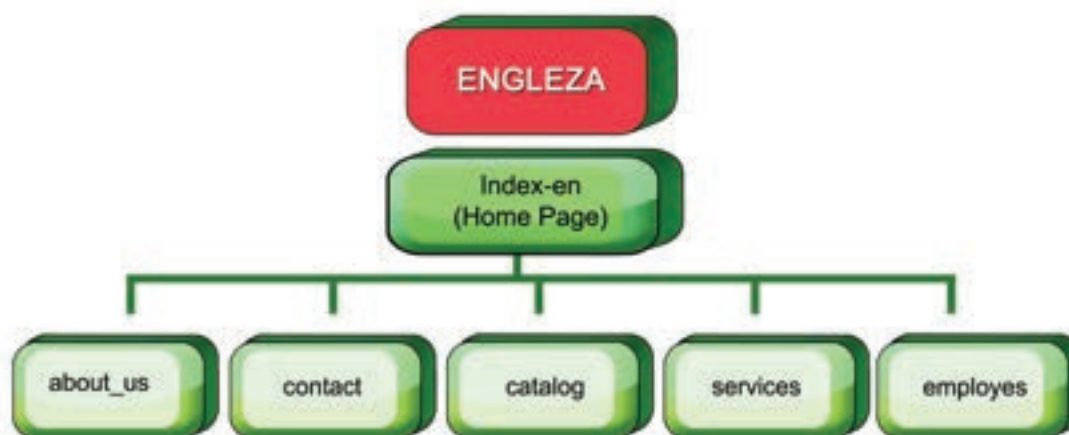 ENGLEZA
Index-en
(Home Page)
about_us
contact
catalog
services
employes